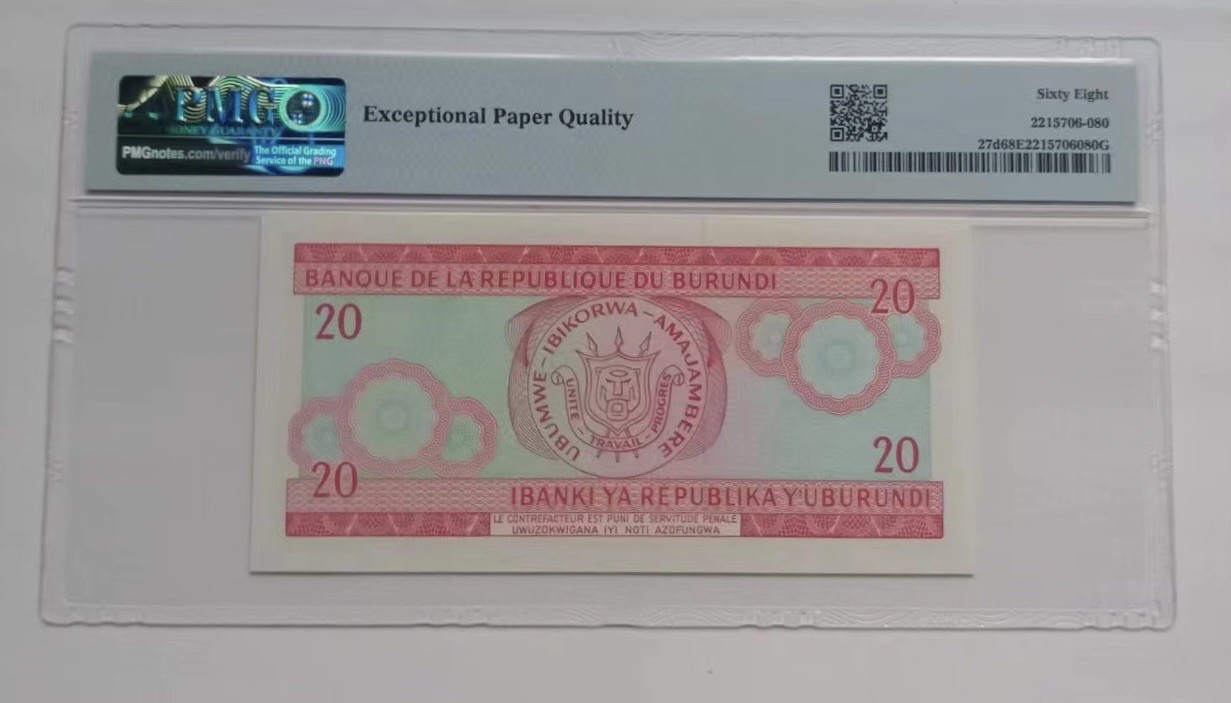 PMG
PAPER MONEY GUARANTY
PMGnotes.com/verify
The Official Grading
Service of the PNG
Exceptional Paper Quality
Sixty Eight
2215706-080
27d68E2215706080G
BANQUE DE LA REPUBLIQUE DU BURUNDI
20
20
UBUMWE - IBIKORWA - AMAJAMBERE
UNITE - TRAVAIL - PROGRES
20
20
IBANKI YA REPUBLIKA Y'UBURUNDI
LE CONTREFACTEUR EST PUNI DE SERVITUDE PENALE
UWUZOKWIGANA IYI NOTI AZOFUNGWA